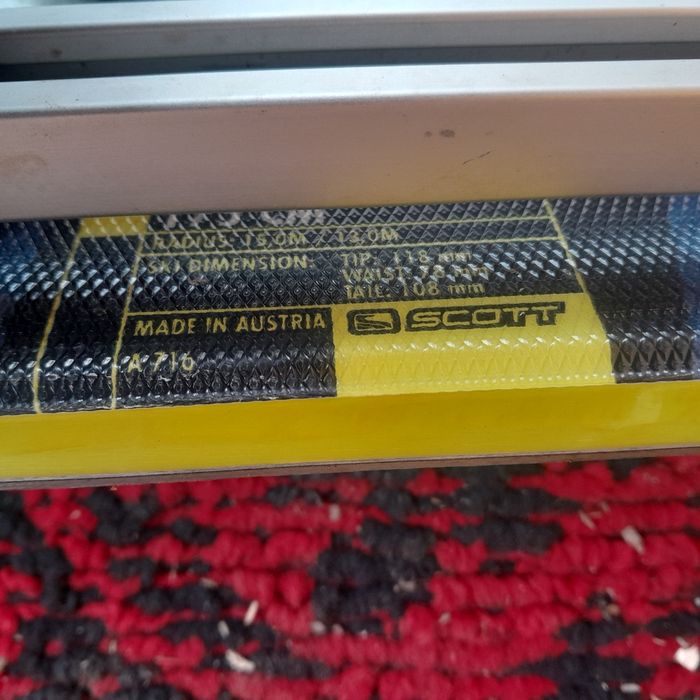 RADIUS: 15.0M / 13.0M
SKI DIMENSION: TIP: 118 mm
WAIST: 78 mm
TAIL: 108 mm
MADE IN AUSTRIA SCOTT
A 716